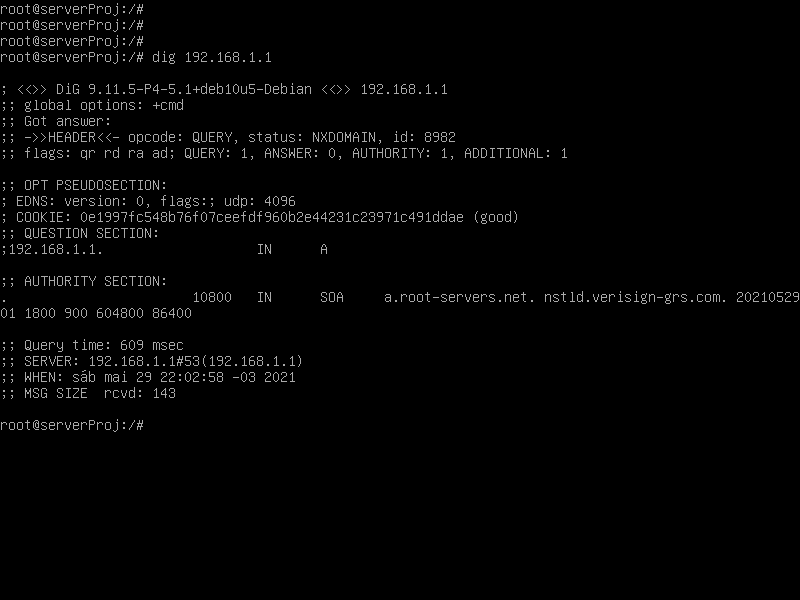 root@serverProj:/#
root@serverProj:/#
root@serverProj:/#
root@serverProj:/# dig 192.168.1.1
; <<>> DiG 9.11.5-P4-5.1+deb10u5-Debian <<>> 192.168.1.1
;; global options: +cmd
;; Got answer:
;; ->>HEADER<<- opcode: QUERY, status: NXDOMAIN, id: 8982
;; flags: qr rd ra ad; QUERY: 1, ANSWER: 0, AUTHORITY: 1, ADDITIONAL: 1
;; OPT PSEUDOSECTION:
; EDNS: version: 0, flags:; udp: 4096
; COOKIE: 0e1997fc548b76f07ceefdf960b2e44231c23971c491ddae (good)
;; QUESTION SECTION:
;192.168.1.1. IN A
;; AUTHORITY SECTION:
. 10800 IN SOA a.root-servers.net. nstld.verisign-grs.com. 20210529
01 1800 900 604800 86400
;; Query time: 609 msec
;; SERVER: 192.168.1.1#53(192.168.1.1)
;; WHEN: sáb mai 29 22:02:58 -03 2021
;; MSG SIZE  rcvd: 143
root@serverProj:/#